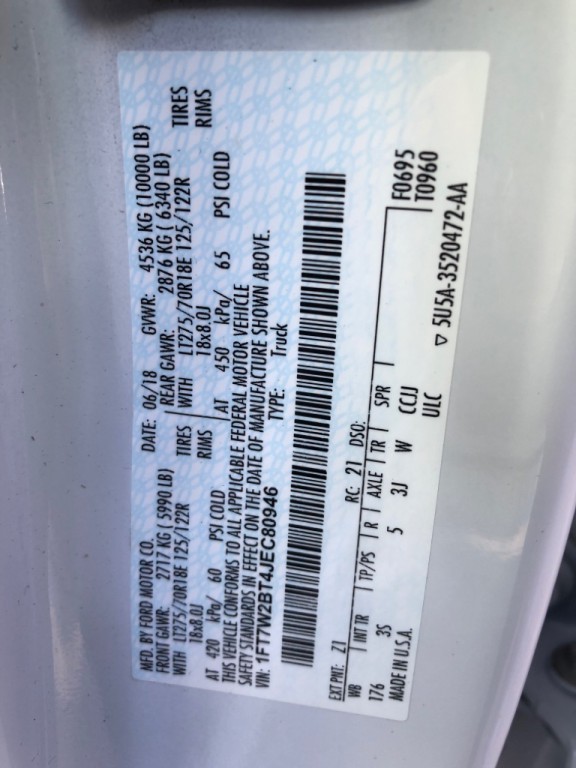 MFD. BY FORD MOTOR CO. DATE: 06/18 GVWR: 4536 KG (10000 LB)
FRONT GAWR: 2717 KG ( 5990 LB) REAR GAWR: 2876 KG ( 6340 LB)
WITH LT275/70R18E 125/122R TIRES WITH LT275/70R18E 125/122R TIRES
18x8.0J RIMS 18x8.0J RIMS
AT 420 kPa/ 60 PSI COLD AT 450 kPa/ 65 PSI COLD
THIS VEHICLE CONFORMS TO ALL APPLICABLE FEDERAL MOTOR VEHICLE
SAFETY STANDARDS IN EFFECT ON THE DATE OF MANUFACTURE SHOWN ABOVE.
VIN: 1FT7W2BT4JEC80946 TYPE: Truck
EXT PNT: Z1 RC: 21 DSO: F0695
WB INT TR TP/PS R AXLE TR SPR T0960
176 3S 5 3J W CCIJ
MADE IN U.S.A. ULC ▽ 5U5A-3520472-AA